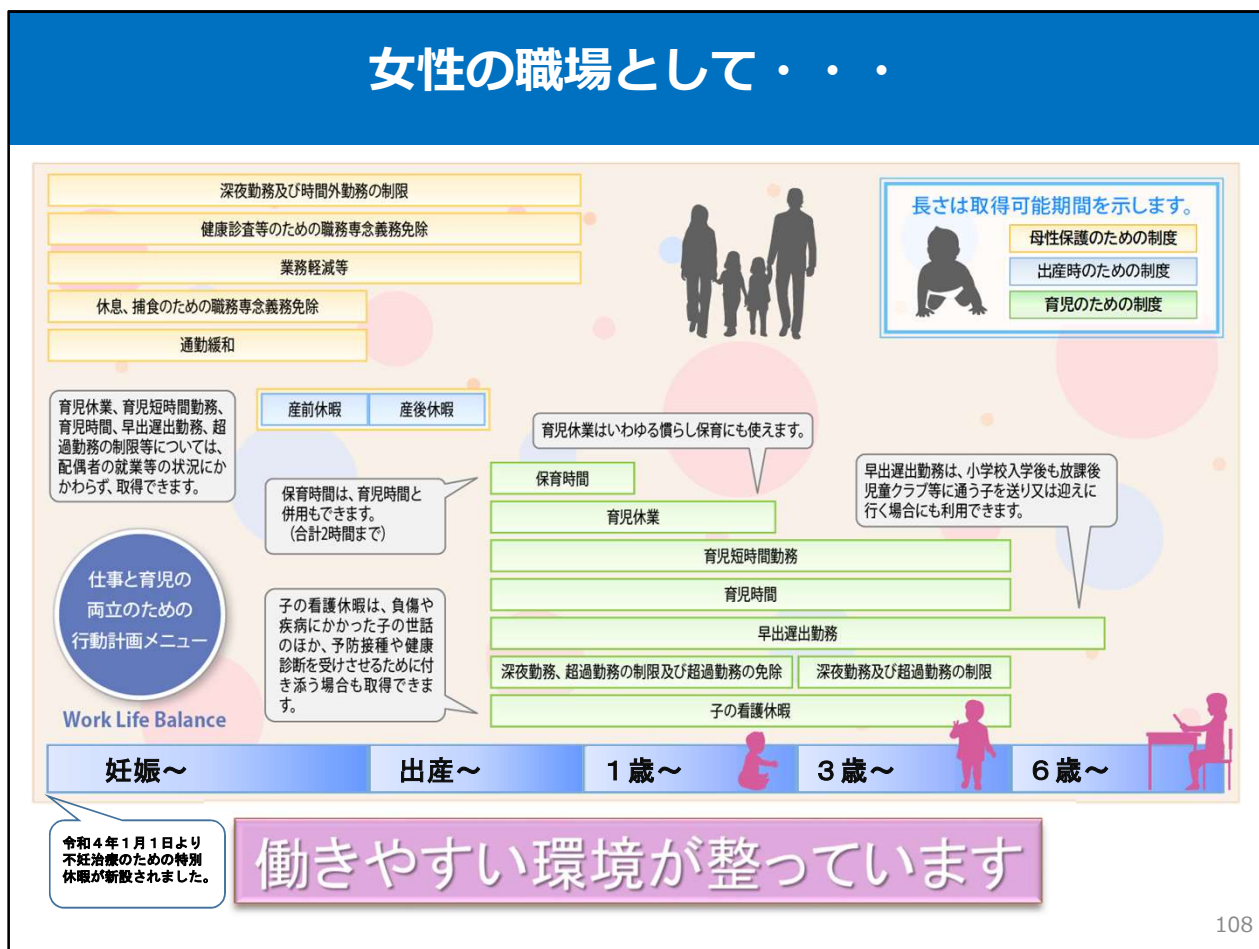 女性の職場として・・・
深夜勤務及び時間外勤務の制限
健康診査等のための職務専念義務免除
業務軽減等
休息、捕食のための職務専念義務免除
通勤緩和
長さは取得可能期間を示します。
母性保護のための制度
出産時のための制度
育児のための制度
育児休業、育児短時間勤務、
育児時間、早出遅出勤務、超
過勤務の制限等については、
配偶者の就業等の状況にか
かわらず、取得できます。
産前休暇
産後休暇
育児休業はいわゆる慣らし保育にも使えます。
保育時間は、育児時間と
併用もできます。
(合計2時間まで)
保育時間
育児休業
早出遅出勤務は、小学校入学後も放課後
児童クラブ等に通う子を送り又は迎えに
行く場合にも利用できます。
育児短時間勤務
育児時間
早出遅出勤務
深夜勤務、超過勤務の制限及び超過勤務の免除
深夜勤務及び超過勤務の制限
子の看護休暇
子の看護休暇は、負傷や
疾病にかかった子の世話
のほか、予防接種や健康
診断を受けさせるために付
き添う場合も取得できま
す。
仕事と育児の
両立のための
行動計画メニュー
Work Life Balance
妊娠~
出産~
1歳~
3歳~
6歳~
令和4年1月1日より
不妊治療のための特別
休暇が新設されました。
働きやすい環境が整っています
108